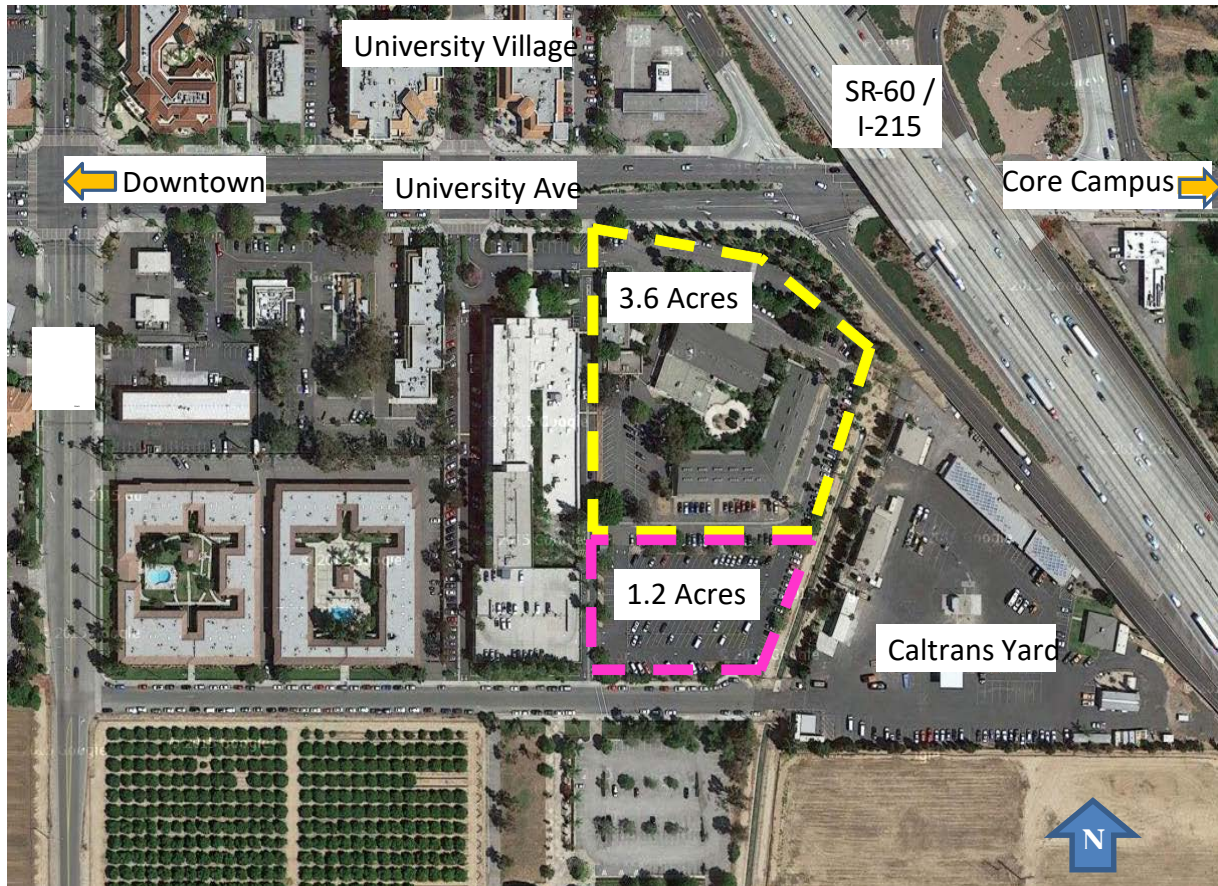 University Village
SR-60 /
I-215
Downtown
University Ave
Core Campus
3.6 Acres
1.2 Acres
Caltrans Yard
N